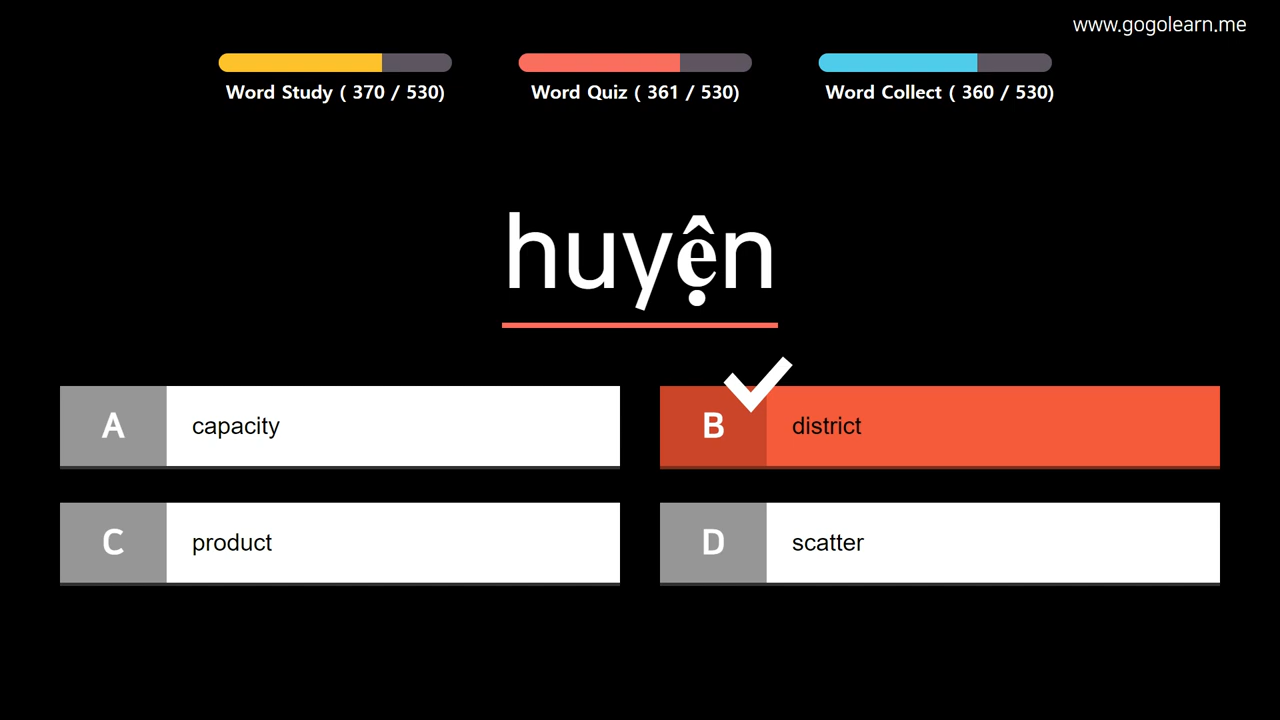 www.gogolearn.me
Word Study ( 370 / 530)
Word Quiz ( 361 / 530)
Word Collect ( 360 / 530)
huyện
A capacity
B district
C product
D scatter